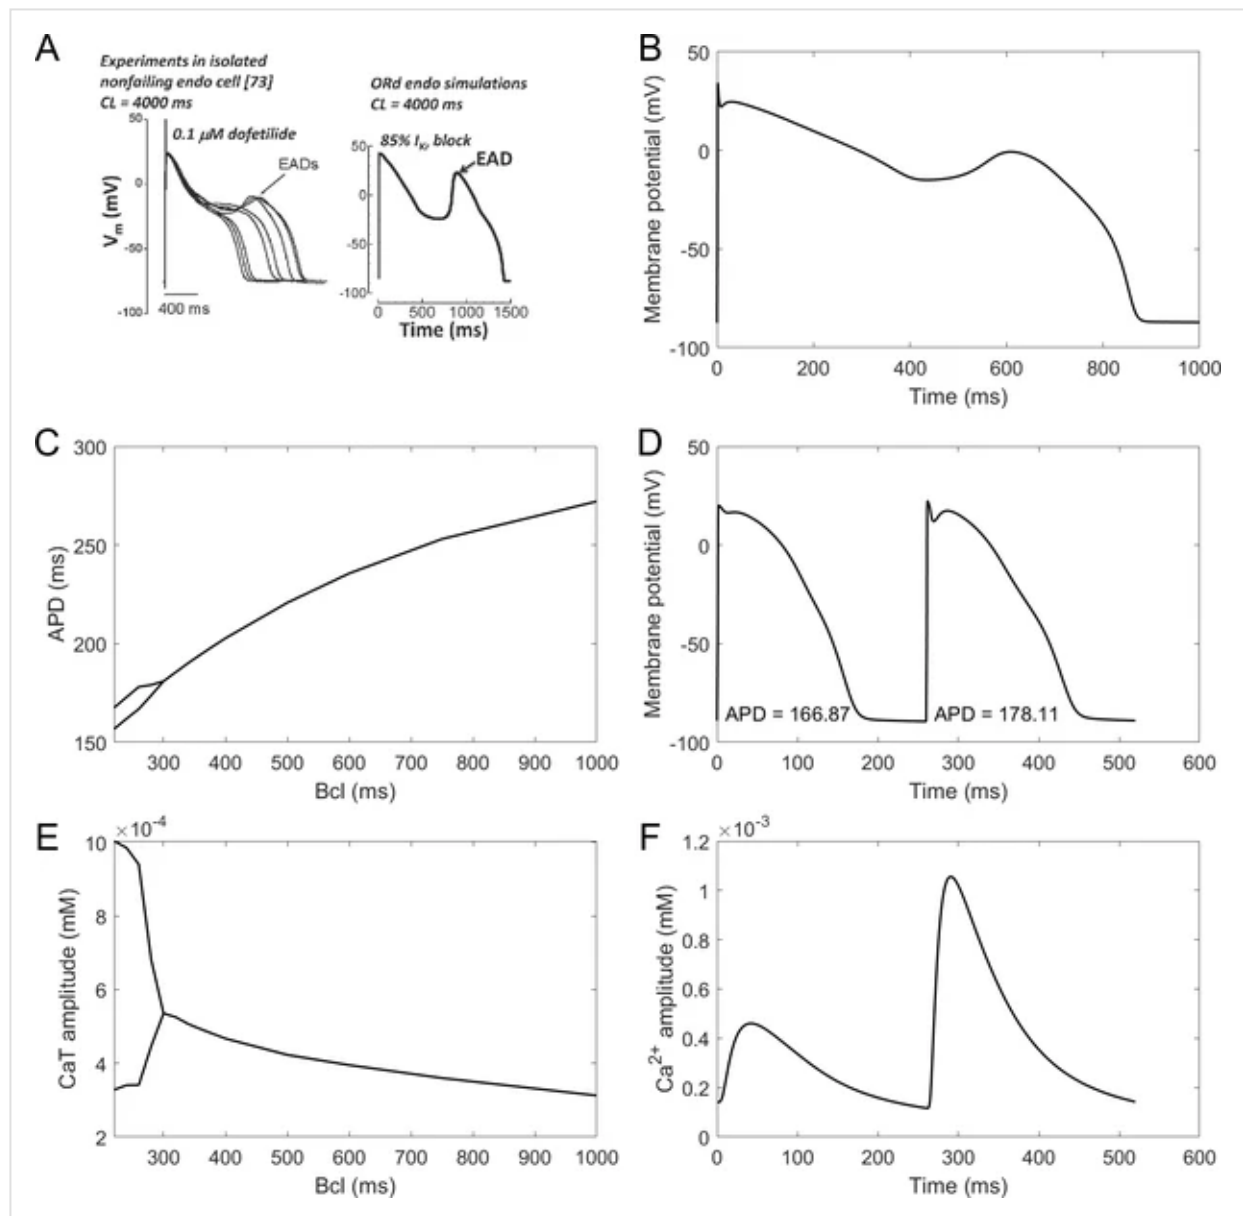 A
Experiments in isolated
nonfailing endo cell [73]
CL = 4000 ms
0.1 μM dofetilide
EADs
50
0
-50
-100
Vm (mV)
400 ms
ORd endo simulations
CL = 4000 ms
85% IKr block
EAD
50
0
-50
-100
0 500 1000 1500
Time (ms)
B
50
0
-50
-100
Membrane potential (mV)
0 200 400 600 800 1000
Time (ms)
C
300
250
200
150
APD (ms)
300 400 500 600 700 800 900 1000
Bcl (ms)
D
50
0
-50
-100
Membrane potential (mV)
APD = 166.87 APD = 178.11
0 100 200 300 400 500 600
Time (ms)
E
×10-4
10
8
6
4
2
CaT amplitude (mM)
300 400 500 600 700 800 900 1000
Bcl (ms)
F
×10-3
1.2
1
0.8
0.6
0.4
0.2
0
Ca2+ amplitude (mM)
0 100 200 300 400 500 600
Time (ms)